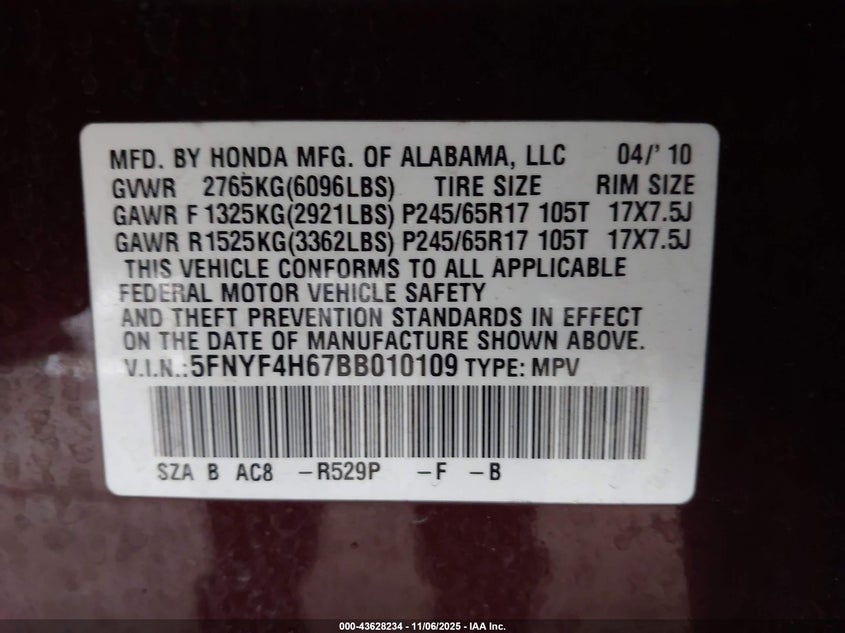 MFD. BY HONDA MFG. OF ALABAMA, LLC 04/' 10
GVWR 2765KG(6096LBS) TIRE SIZE RIM SIZE
GAWR F 1325KG(2921LBS) P245/65R17 105T 17X7.5J
GAWR R1525KG(3362LBS) P245/65R17 105T 17X7.5J
THIS VEHICLE CONFORMS TO ALL APPLICABLE
FEDERAL MOTOR VEHICLE SAFETY
AND THEFT PREVENTION STANDARDS IN EFFECT
ON THE DATE OF MANUFACTURE SHOWN ABOVE.
V.I.N.:5FNYF4H67BB010109 TYPE: MPV
SZA B AC8 -R529P -F -B
000-43628234 - 11/06/2025 - IAA Inc.